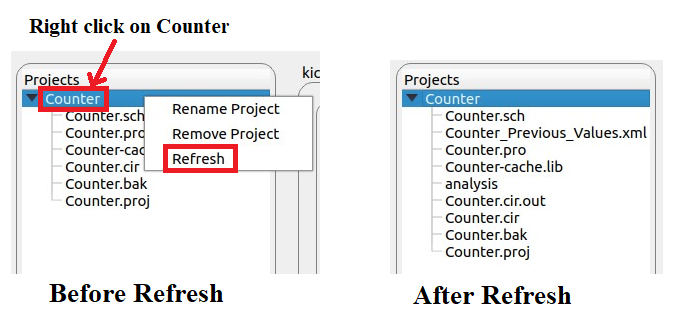 Right click on Counter
Projects
kic
Counter
Rename Project
Counter.sch
Counter.pro
Remove Project
Counter-cac
Refresh
Counter.cir
Counter.bak
Counter.proj
Before Refresh
Projects
Counter
Counter.sch
Counter_Previous_Values.xml
Counter.pro
Counter-cache.lib
analysis
Counter.cir.out
Counter.cir
Counter.bak
Counter.proj
After Refresh